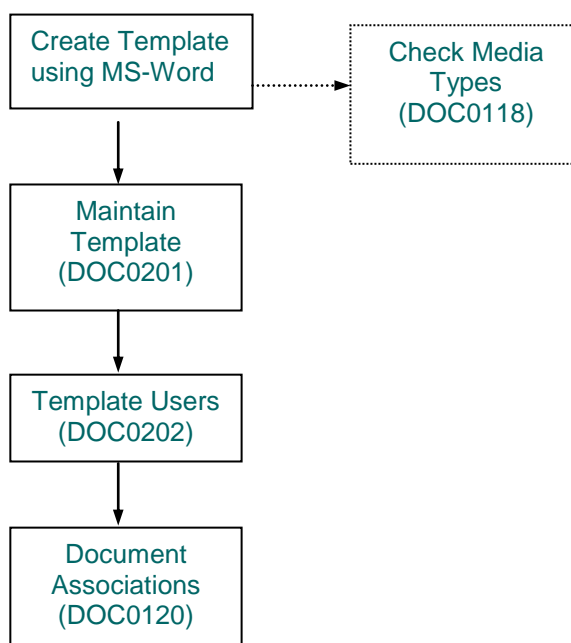 Create Template
using MS-Word
Check Media
Types
(DOC0118)
Maintain
Template
(DOC0201)
Template Users
(DOC0202)
Document
Associations
(DOC0120)